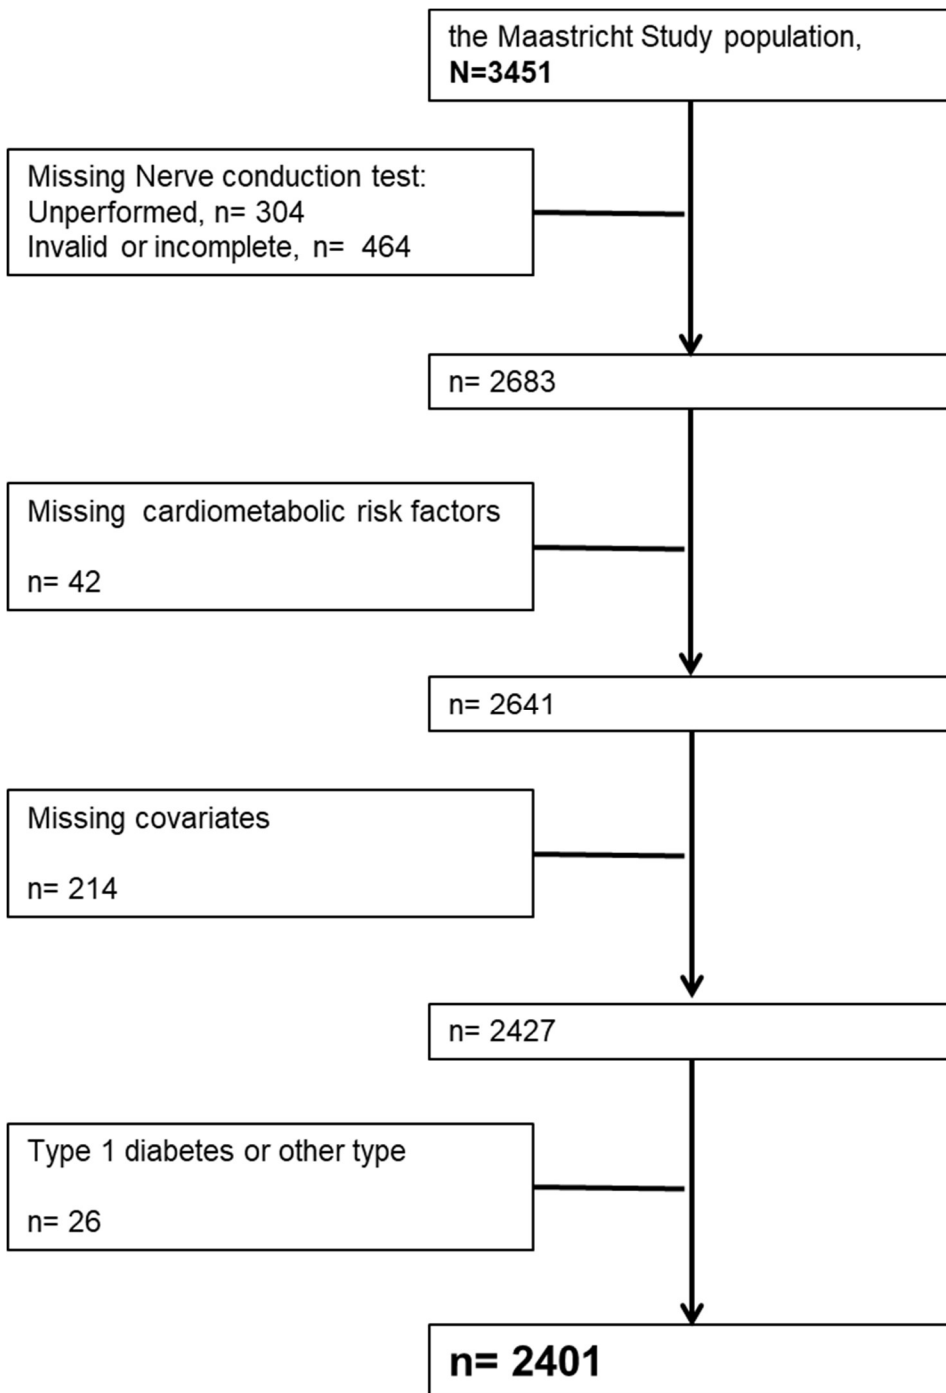 the Maastricht Study population,
N=3451
Missing Nerve conduction test:
Unperformed, n= 304
Invalid or incomplete, n= 464
n= 2683
Missing cardiometabolic risk factors
n= 42
n= 2641
Missing covariates
n= 214
n= 2427
Type 1 diabetes or other type
n= 26
n= 2401